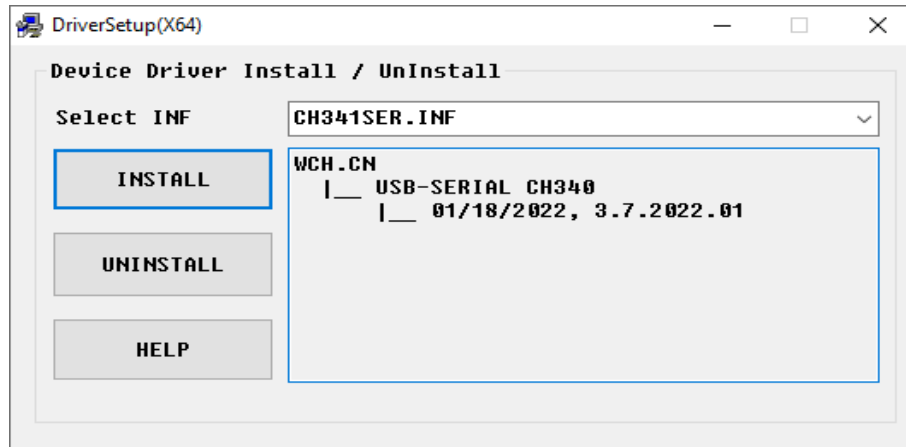 DriverSetup(X64)
Device Driver Install / UnInstall
Select INF
CH341SER.INF
INSTALL
WCH.CN
|__ USB-SERIAL CH340
|__ 01/18/2022, 3.7.2022.01
UNINSTALL
HELP